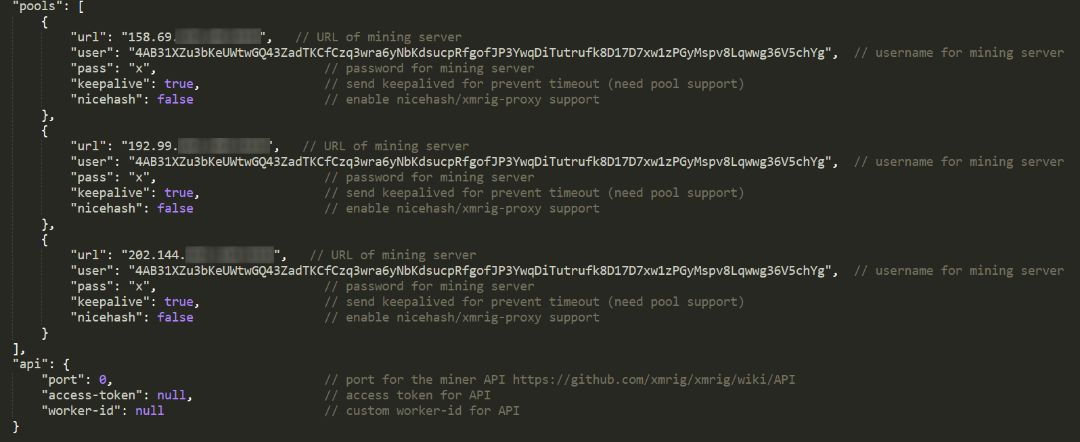 "pools": [
{
"url": "158.69. ", // URL of mining server
"user": "4AB31XZu3bKeUWtwGQ43ZadTKCfCzq3wra6yNbKdsucpRfgofJP3YwqDiTutrufk8D17D7xw1zPGyMspv8Lqwwg36V5chYg", // username for mining server
"pass": "x", // password for mining server
"keepalive": true, // send keepalived for prevent timeout (need pool support)
"nicehash": false // enable nicehash/xmrig-proxy support
},
{
"url": "192.99. ", // URL of mining server
"user": "4AB31XZu3bKeUWtwGQ43ZadTKCfCzq3wra6yNbKdsucpRfgofJP3YwqDiTutrufk8D17D7xw1zPGyMspv8Lqwwg36V5chYg", // username for mining server
"pass": "x", // password for mining server
"keepalive": true, // send keepalived for prevent timeout (need pool support)
"nicehash": false // enable nicehash/xmrig-proxy support
},
{
"url": "202.144. ", // URL of mining server
"user": "4AB31XZu3bKeUWtwGQ43ZadTKCfCzq3wra6yNbKdsucpRfgofJP3YwqDiTutrufk8D17D7xw1zPGyMspv8Lqwwg36V5chYg", // username for mining server
"pass": "x", // password for mining server
"keepalive": true, // send keepalived for prevent timeout (need pool support)
"nicehash": false // enable nicehash/xmrig-proxy support
}
],
"api": {
"port": 0, // port for the miner API https://github.com/xmrig/xmrig/wiki/API
"access-token": null, // access token for API
"worker-id": null // custom worker-id for API
}